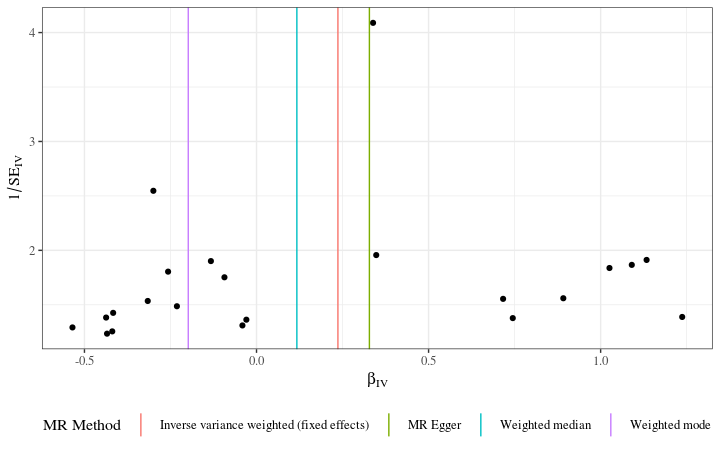 4
3
2
1/SE_IV
-0.5 0.0 0.5 1.0
β_IV
MR Method Inverse variance weighted (fixed effects) MR Egger Weighted median Weighted mode